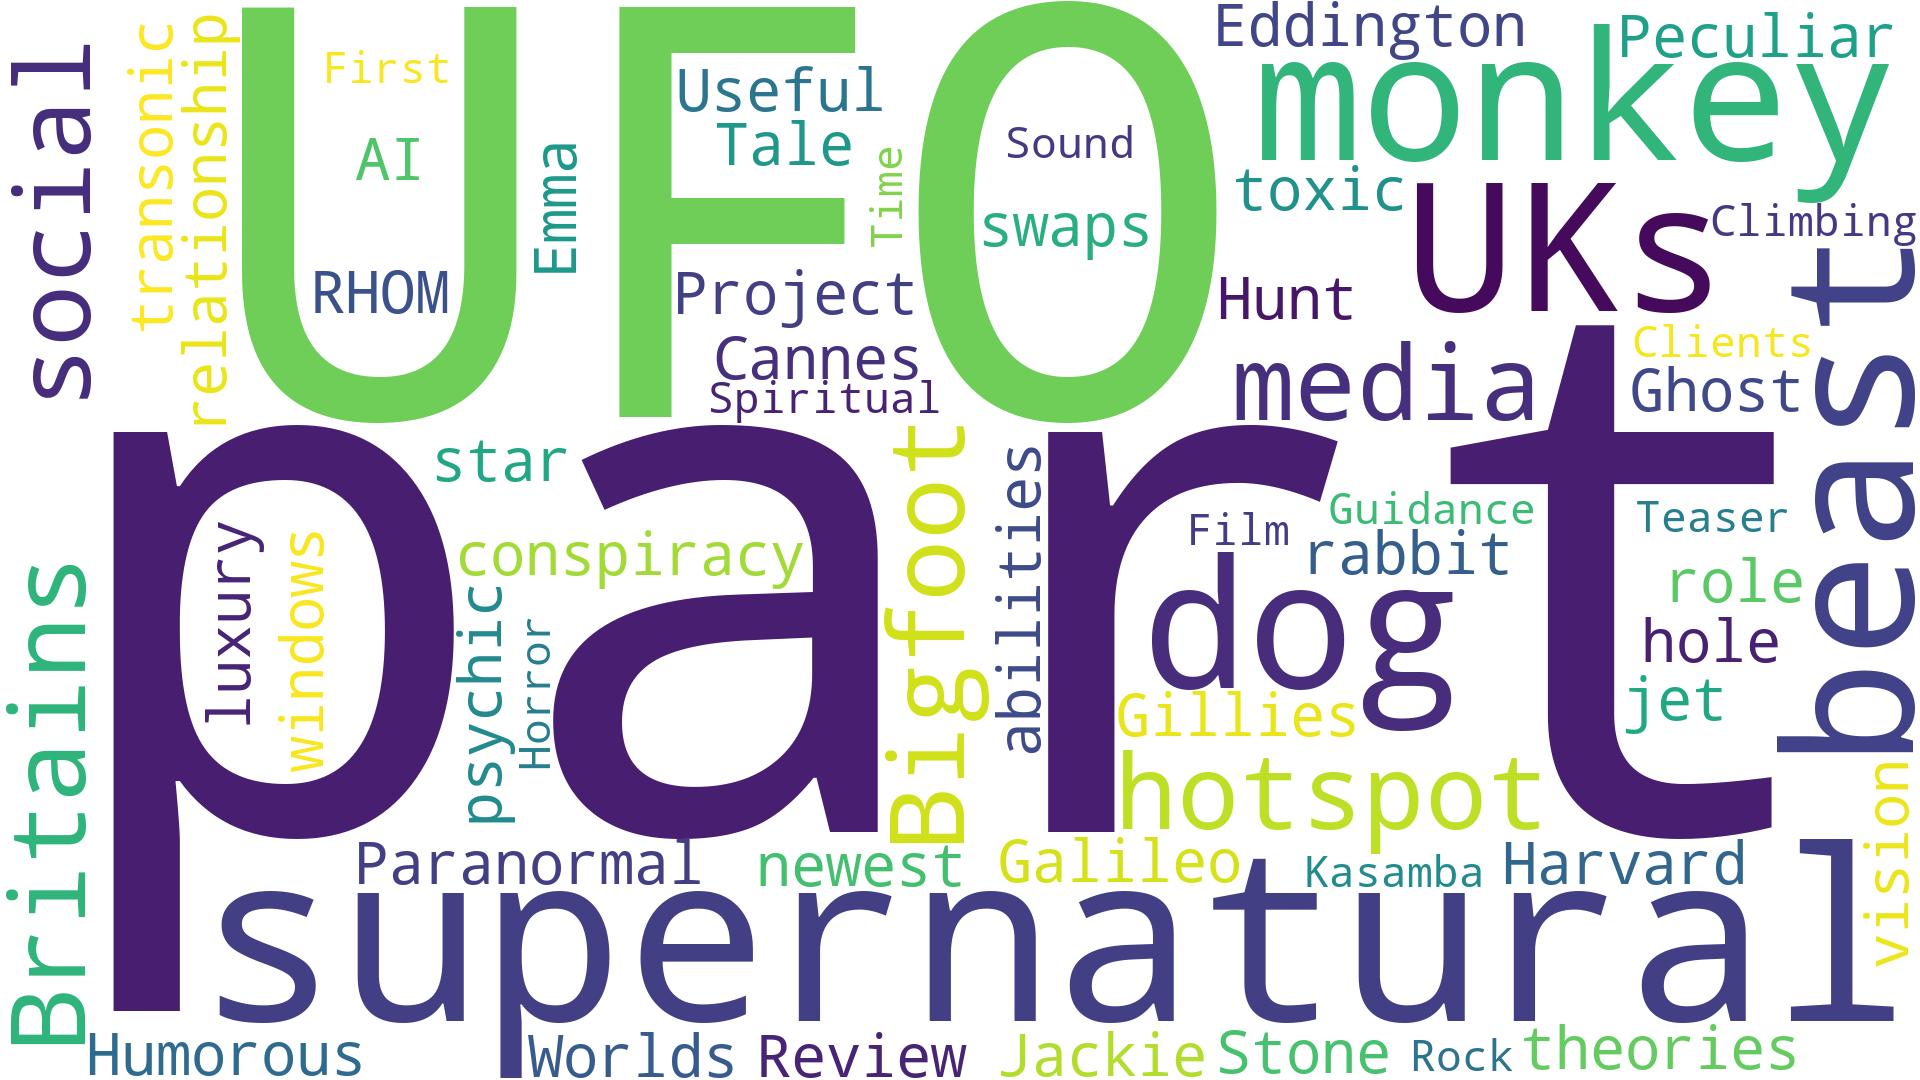 social
transonic
relationship
UFO
First
AI
RHOM
Emma
Useful
Tale
Time
Sound
swaps
Project
Cannes
Spiritual
Eddington
Peculiar
monkey
toxic
UKs
Climbing
Hunt
media
Clients
Ghost
beast
part
star
conspiracy
luxury
windows
psychic
Horror
Bigfoot
abilities
Film
Guidance
rabbit
dog
Teaser
role
hole
jet
Gillies
hotspot
Britains
Paranormal
newest
Galileo
Kasamba
Harvard
vision
supernatural
Humorous
Worlds
Review
Jackie
Stone
Rock
theories